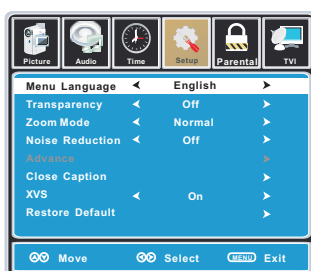 Picture Audio Time Setup Parental TVI
Menu Language English
Transparency Off
Zoom Mode Normal
Noise Reduction Off
Advance
Close Caption
XVS On
Restore Default
Move Select MENU Exit